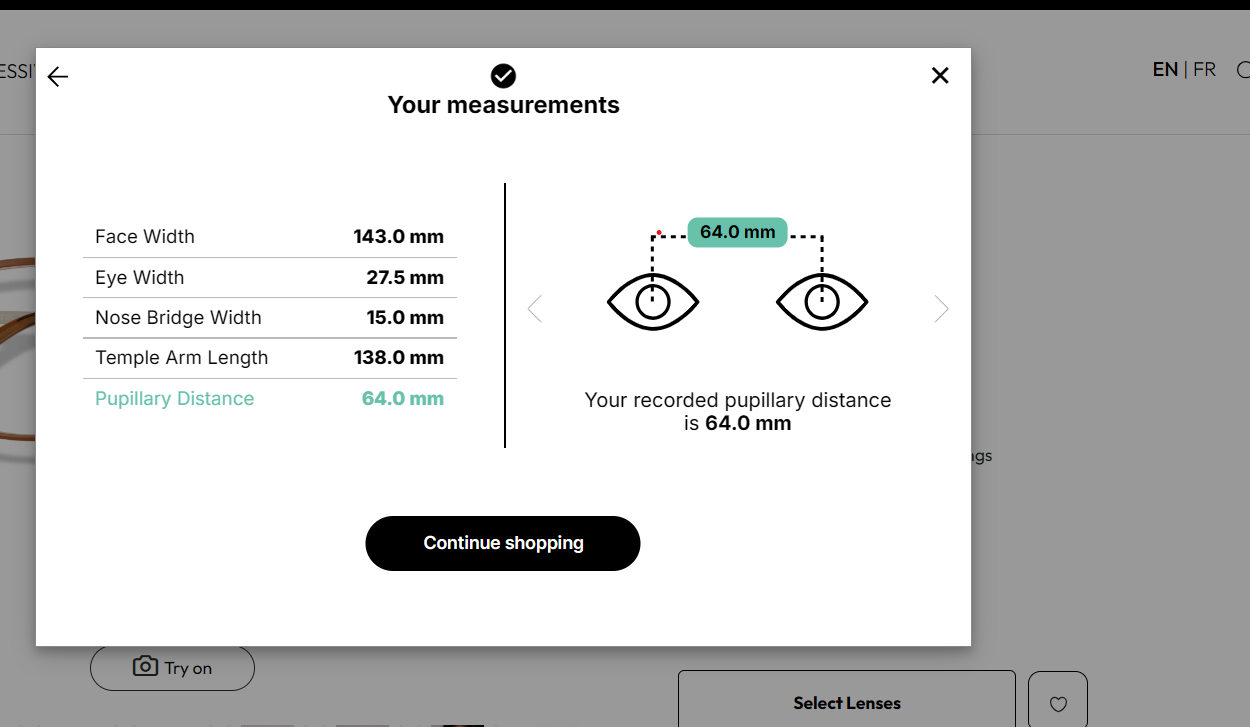 EN | FR
Your measurements
Face Width 143.0 mm
Eye Width 27.5 mm
Nose Bridge Width 15.0 mm
Temple Arm Length 138.0 mm
Pupillary Distance 64.0 mm
64.0 mm
Your recorded pupillary distance
is 64.0 mm
Continue shopping
Try on
Select Lenses